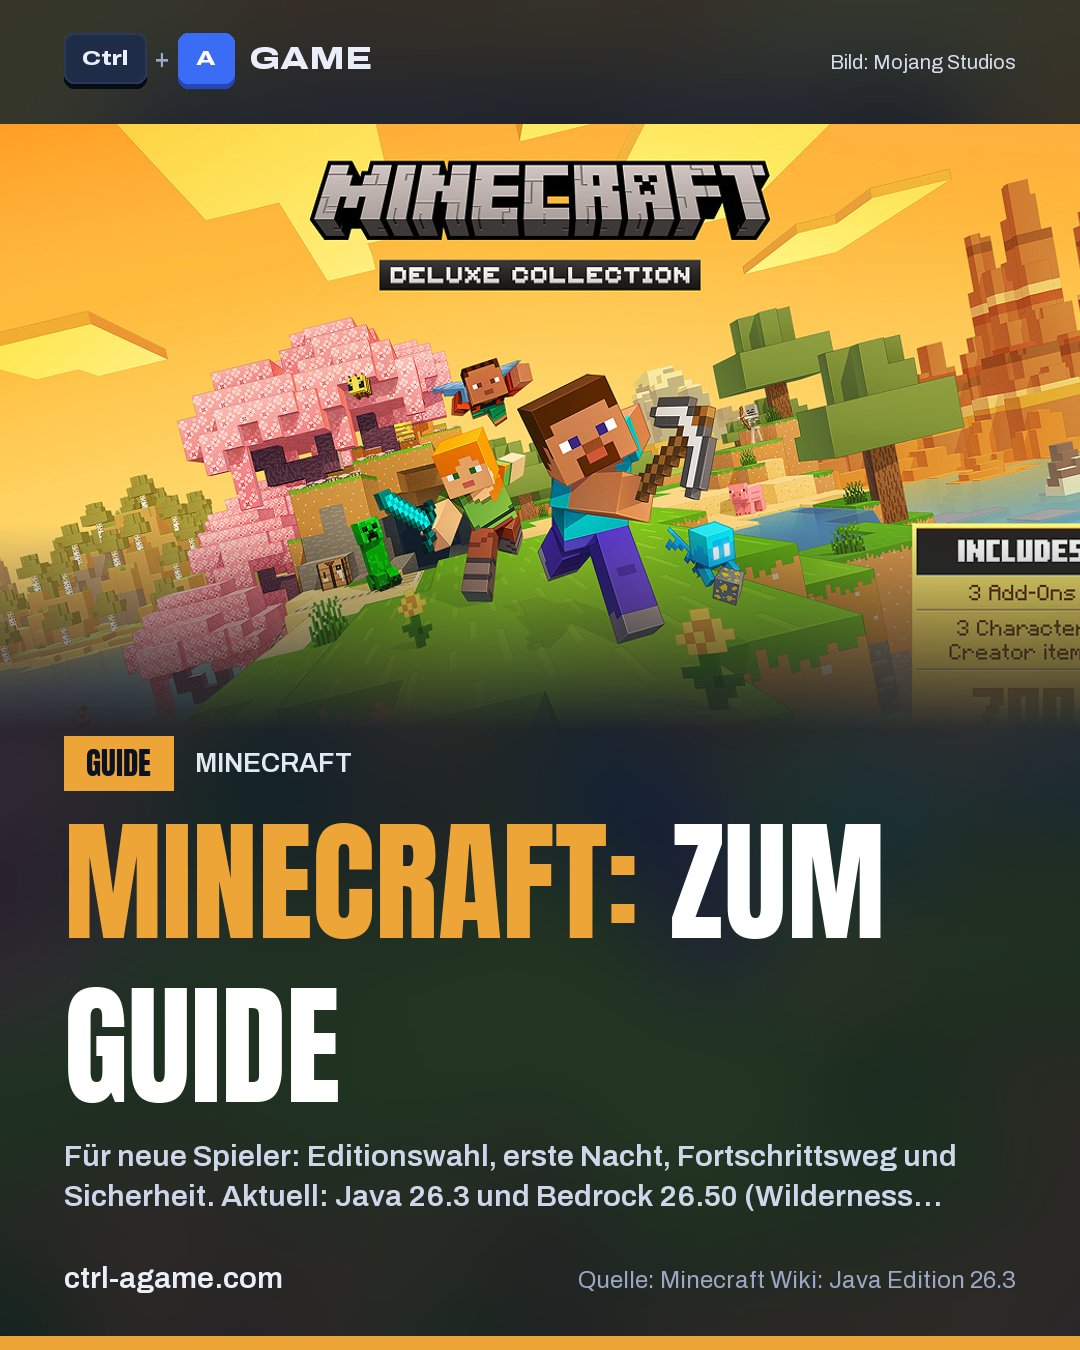 Ctrl + A GAME
Bild: Mojang Studios
MINECRAFT
DELUXE COLLECTION
INCLUDES
3 Add-Ons
3 Character
Creator item
700
GUIDE MINECRAFT
MINECRAFT: ZUM
GUIDE
Für neue Spieler: Editionswahl, erste Nacht, Fortschrittsweg und
Sicherheit. Aktuell: Java 26.3 und Bedrock 26.50 (Wilderness...
ctrl-agame.com
Quelle: Minecraft Wiki: Java Edition 26.3